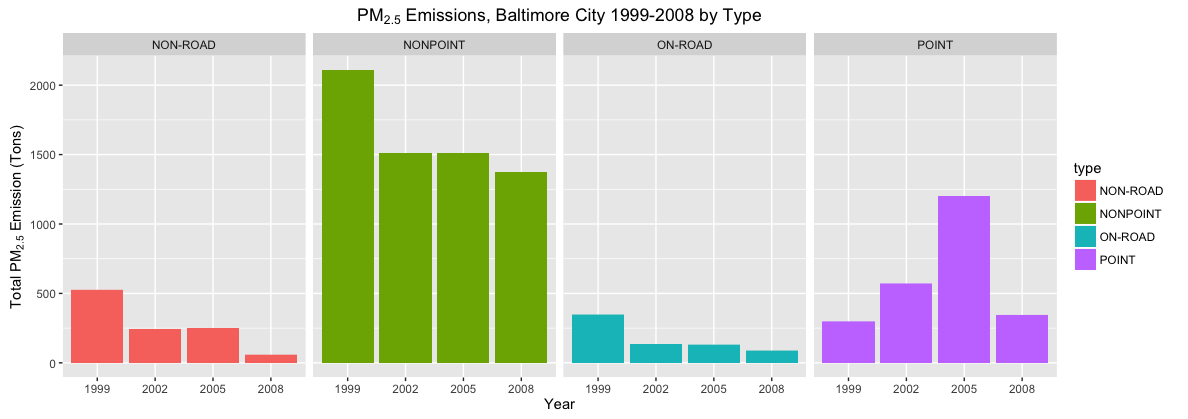 PM2.5 Emissions, Baltimore City 1999-2008 by Type
NON-ROAD NONPOINT ON-ROAD POINT
2000
1500
1000
500
0
Total PM2.5 Emission (Tons)
1999 2002 2005 2008 1999 2002 2005 2008 1999 2002 2005 2008 1999 2002 2005 2008
Year
type
NON-ROAD
NONPOINT
ON-ROAD
POINT